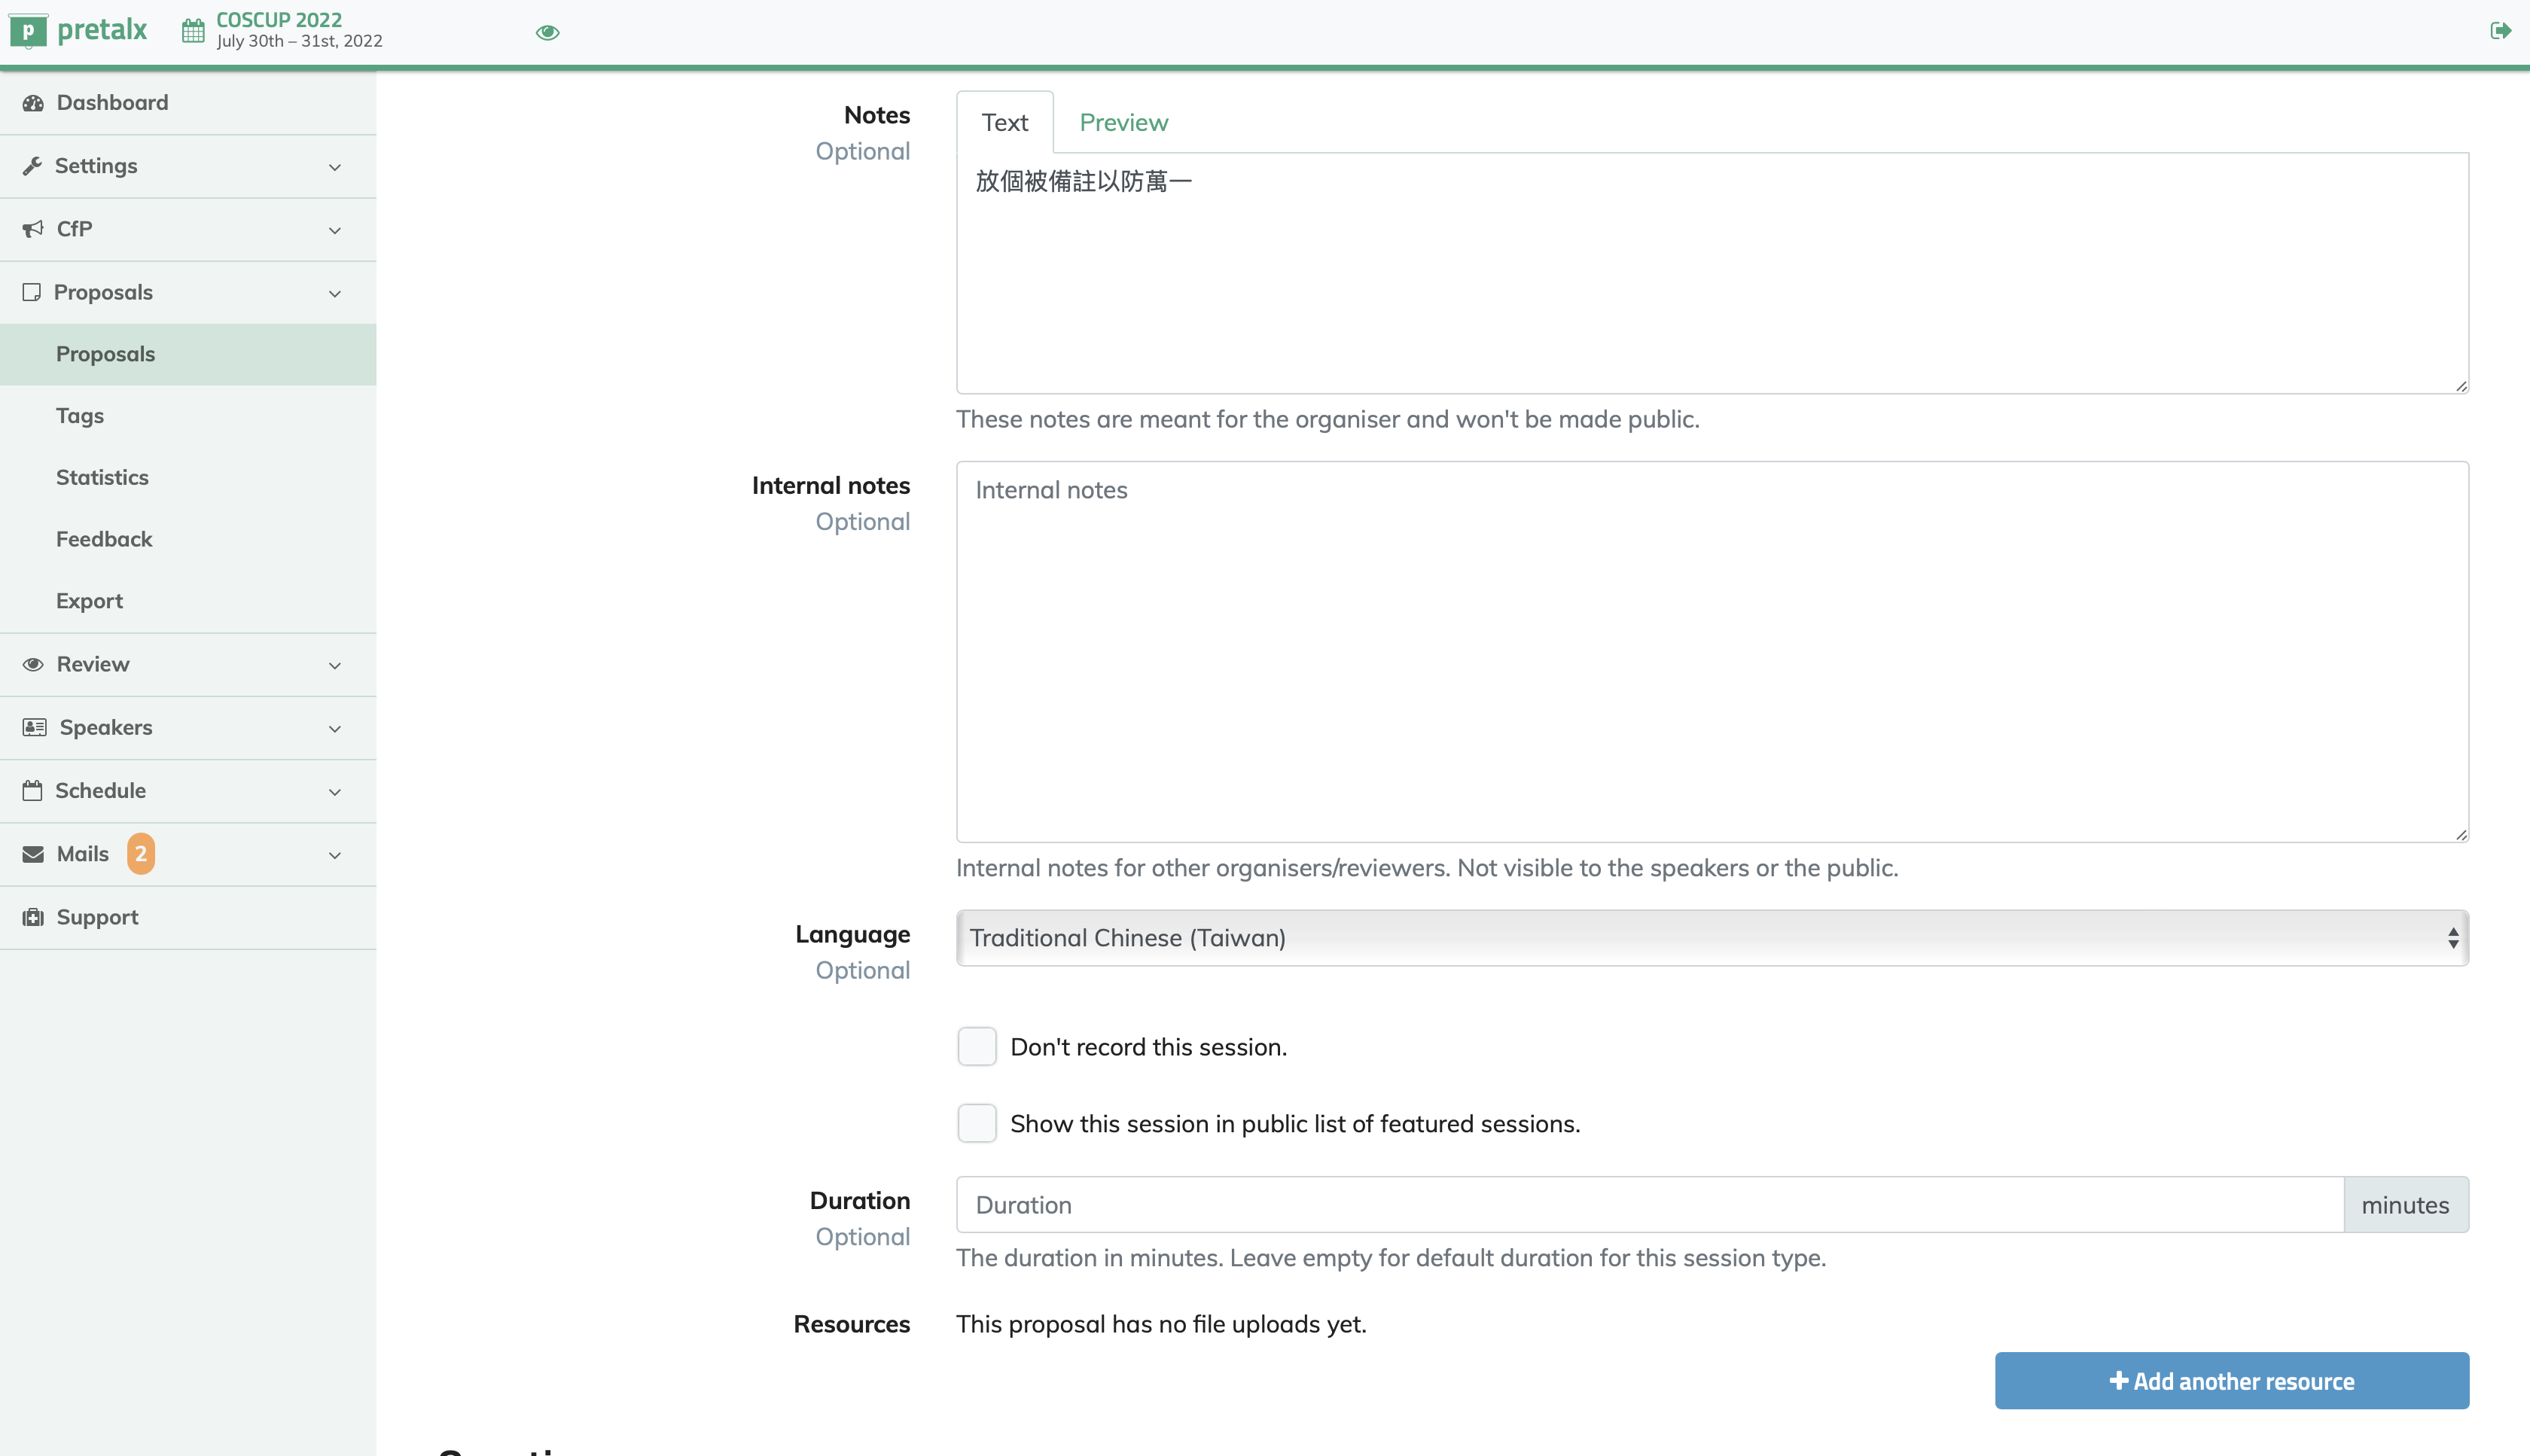 pretalx
COSCUP 2022
July 30th – 31st, 2022
Dashboard
Settings
CfP
Proposals
Proposals
Tags
Statistics
Feedback
Export
Review
Speakers
Schedule
Mails 2
Support
Notes
Optional
Text Preview
放個被備註以防萬一
These notes are meant for the organiser and won't be made public.
Internal notes
Optional
Internal notes
Internal notes for other organisers/reviewers. Not visible to the speakers or the public.
Language
Optional
Traditional Chinese (Taiwan)
Don't record this session.
Show this session in public list of featured sessions.
Duration
Optional
Duration minutes
The duration in minutes. Leave empty for default duration for this session type.
Resources
This proposal has no file uploads yet.
Add another resource